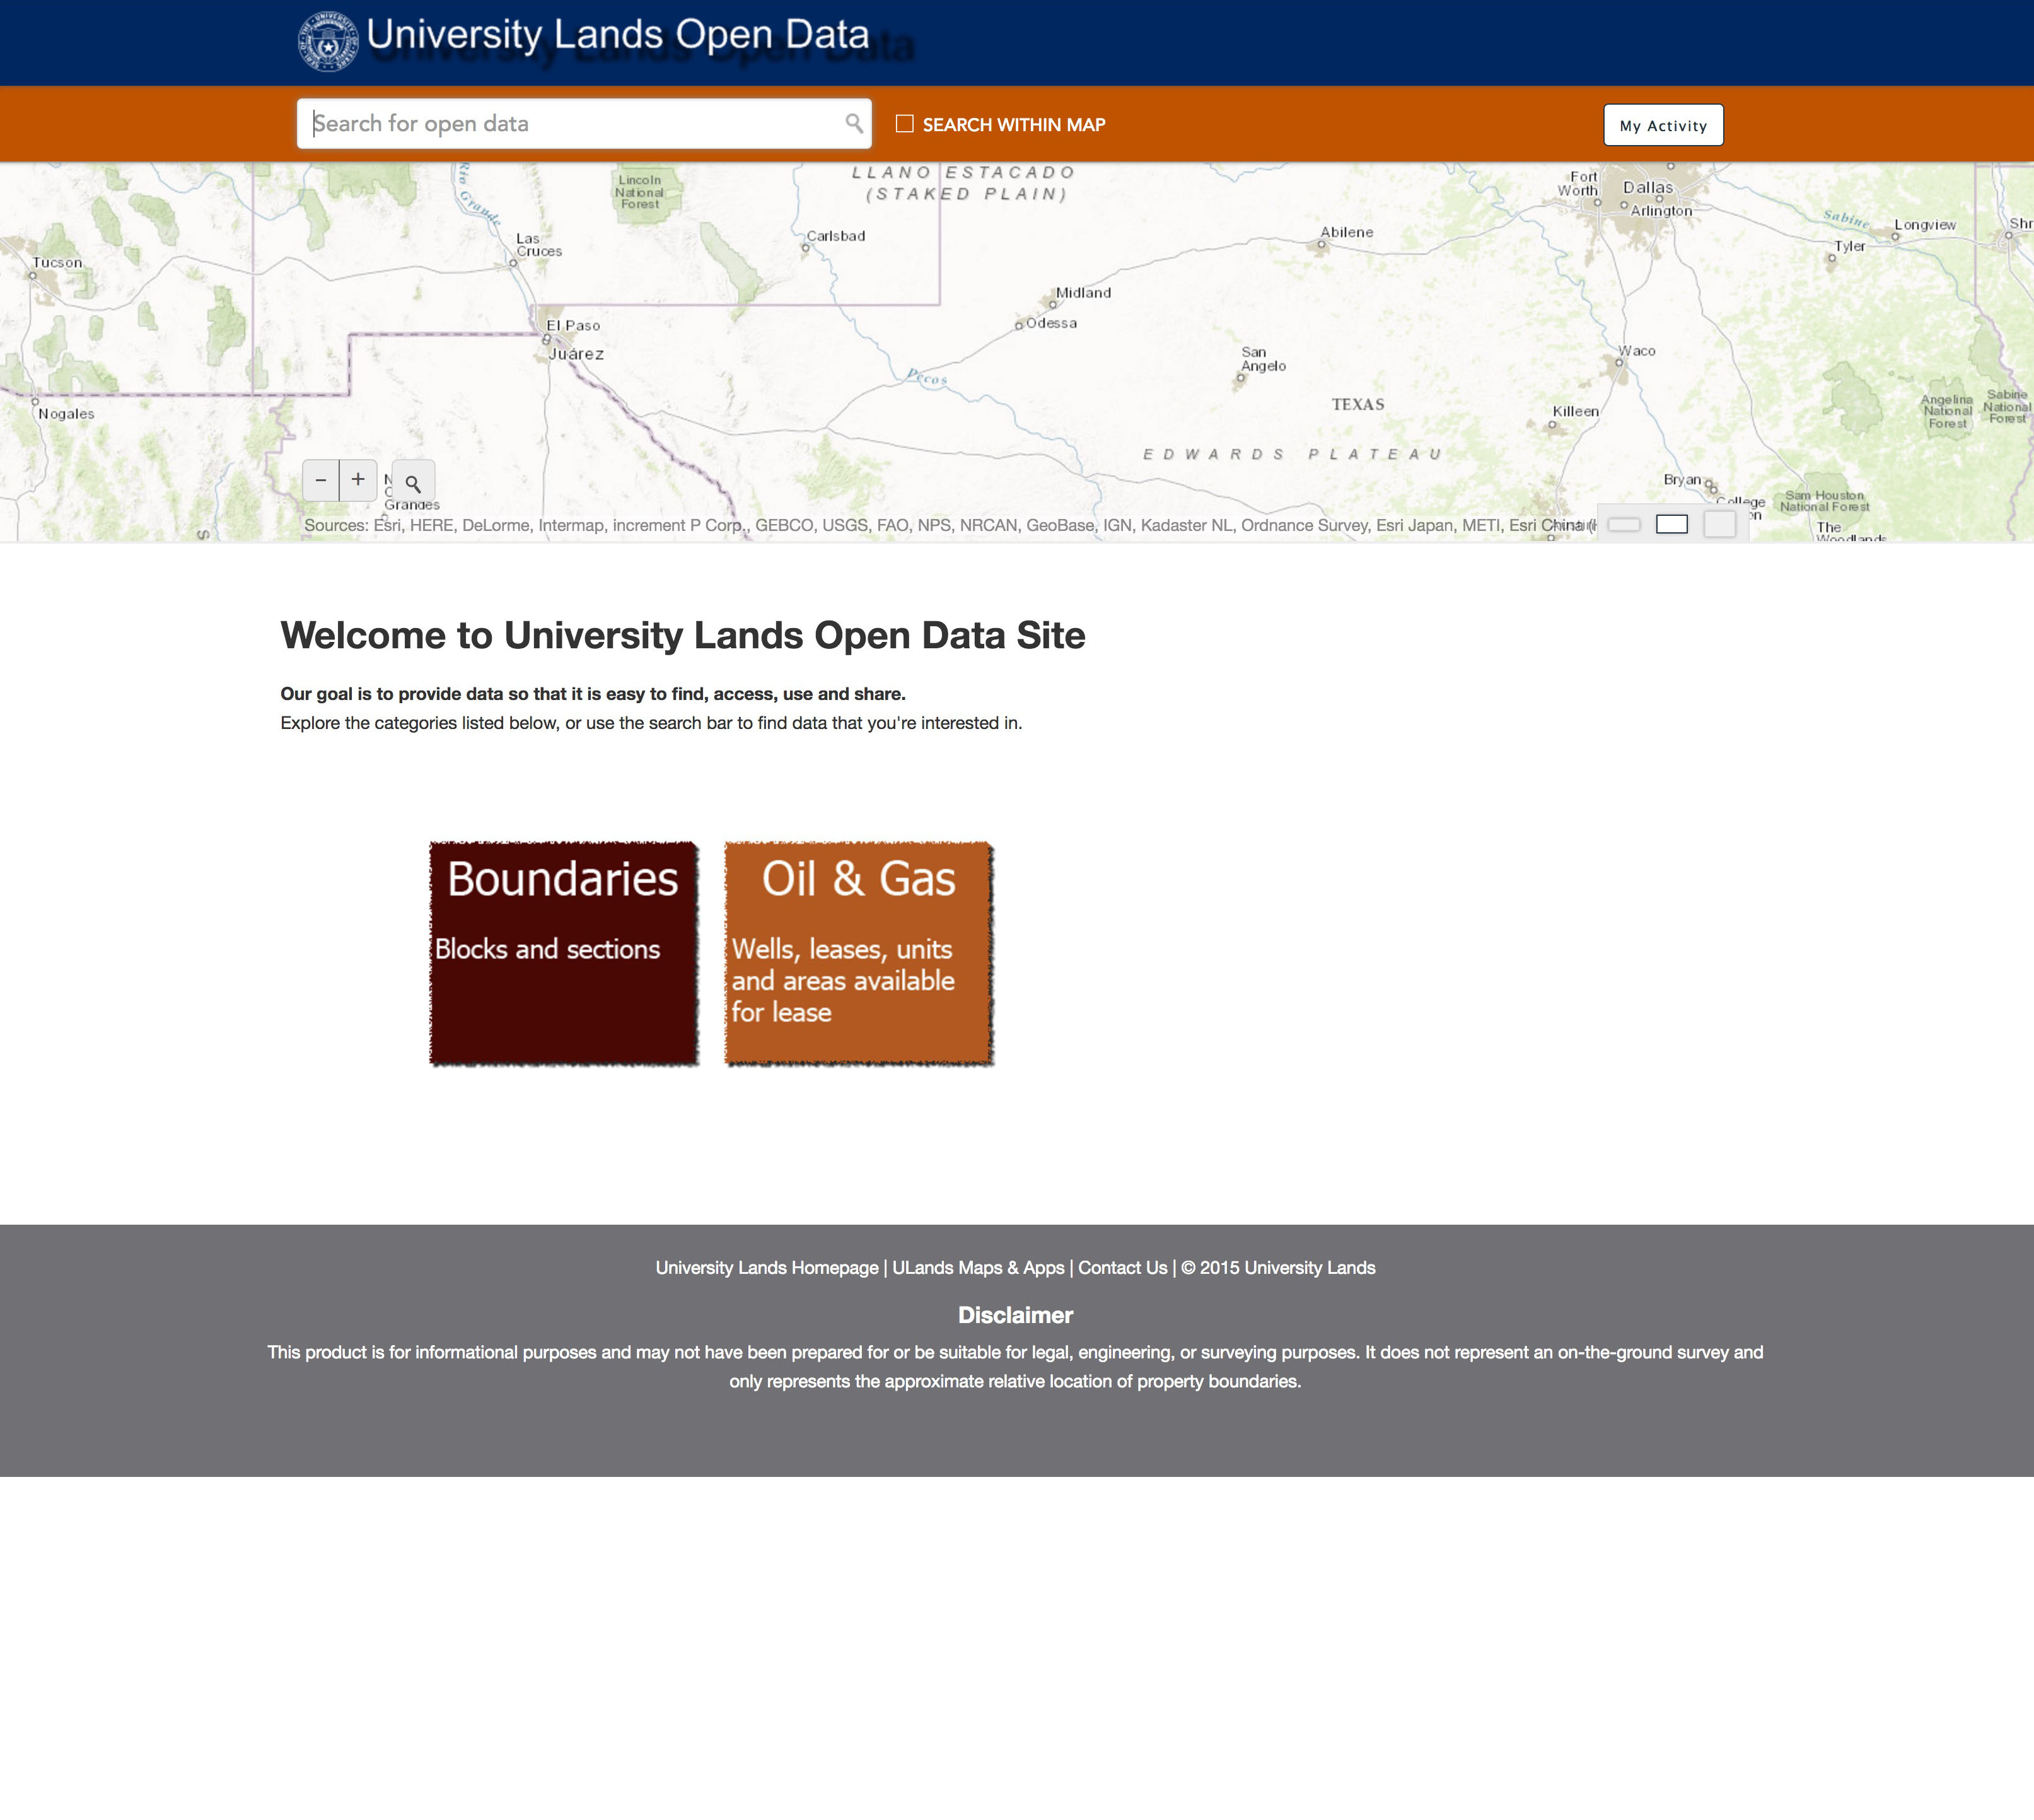 University Lands Open Data
Search for open data
SEARCH WITHIN MAP
My Activity
LLANO ESTACADO
(STAKED PLAIN)
Rio Grande
Lincoln
National
Forest
Fort
Worth
Dallas
Arlington
Sabine
Longview
Shr
Tyler
Las
Cruces
Carlsbad
Abilene
Tucson
Midland
Odessa
El Paso
Juárez
San
Angelo
Waco
Pecos
TEXAS
Nogales
Killeen
Angelina
National
Forest
Sabine
National
Forest
EDWARDS PLATEAU
Bryan
College
Sam Houston
National Forest
The
Woodlands
Grandes
− +
Sources: Esri, HERE, DeLorme, Intermap, increment P Corp., GEBCO, USGS, FAO, NPS, NRCAN, GeoBase, IGN, Kadaster NL, Ordnance Survey, Esri Japan, METI, Esri China
Welcome to University Lands Open Data Site
Our goal is to provide data so that it is easy to find, access, use and share.
Explore the categories listed below, or use the search bar to find data that you're interested in.
Boundaries
Blocks and sections
Oil & Gas
Wells, leases, units
and areas available
for lease
University Lands Homepage | ULands Maps & Apps | Contact Us | © 2015 University Lands
Disclaimer
This product is for informational purposes and may not have been prepared for or be suitable for legal, engineering, or surveying purposes. It does not represent an on-the-ground survey and
only represents the approximate relative location of property boundaries.